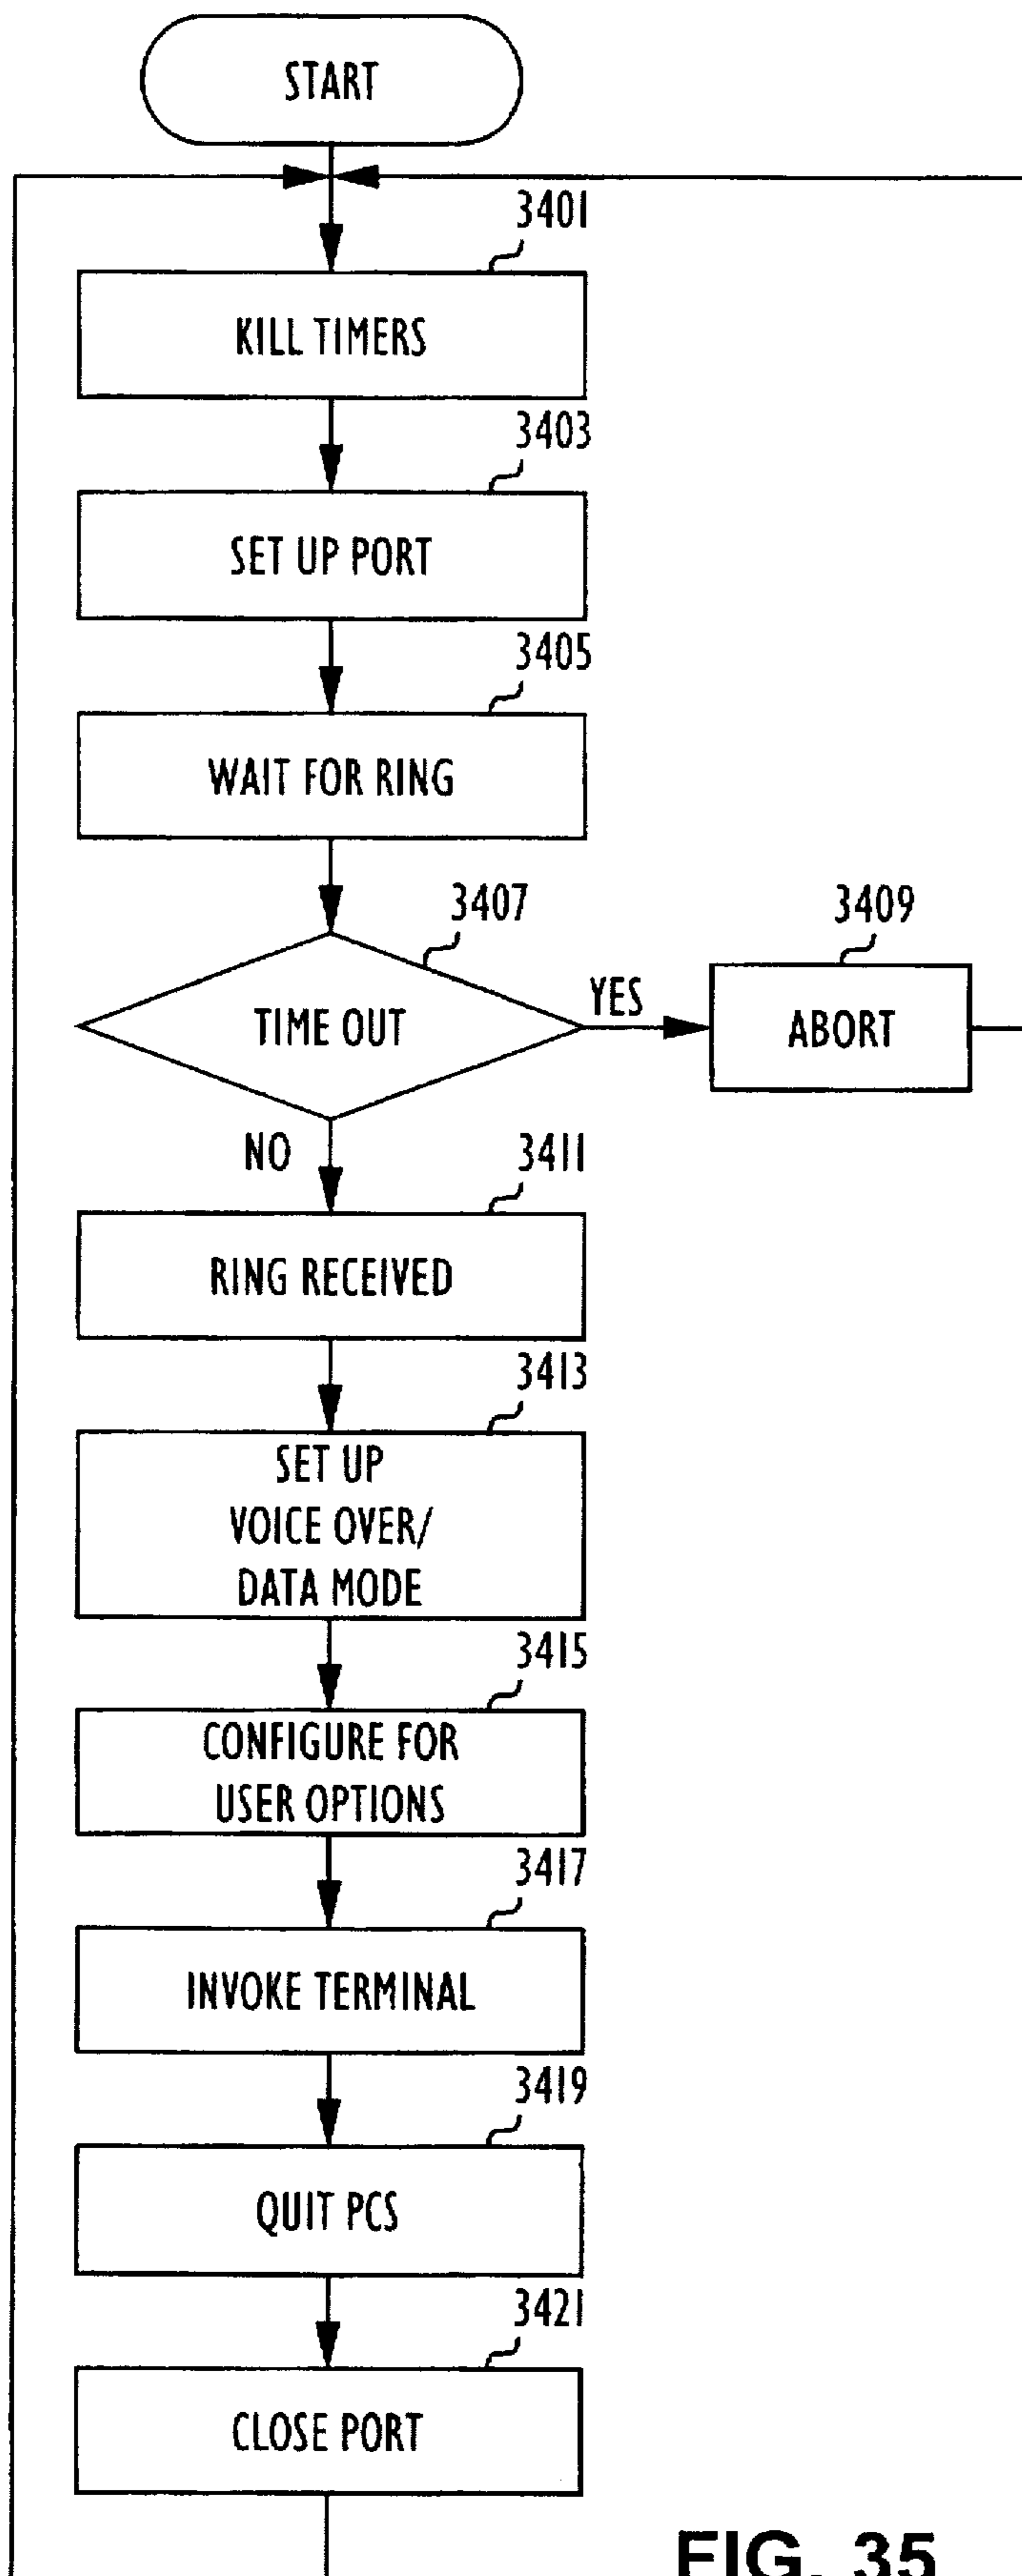 START
3401
KILL TIMERS
3403
SET UP PORT
3405
WAIT FOR RING
3407
TIME OUT
YES
3409
ABORT
NO
3411
RING RECEIVED
3413
SET UP
VOICE OVER/
DATA MODE
3415
CONFIGURE FOR
USER OPTIONS
3417
INVOKE TERMINAL
3419
QUIT PCS
3421
CLOSE PORT
FIG. 35